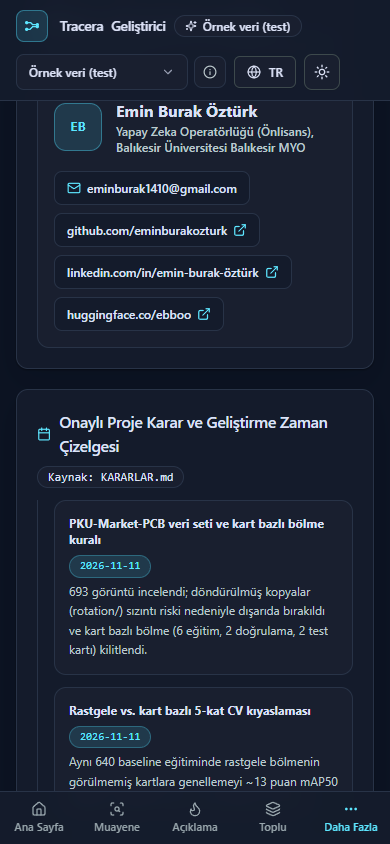 Tracera Geliştirici Örnek veri (test)
Örnek veri (test) TR
EB
Emin Burak Öztürk
Yapay Zeka Operatörlüğü (Önlisans),
Balıkesir Üniversitesi Balıkesir MYO
eminburak1410@gmail.com
github.com/eminburakozturk
linkedin.com/in/emin-burak-öztürk
huggingface.co/ebboo
Onaylı Proje Karar ve Geliştirme Zaman
Çizelgesi
Kaynak: KARARLAR.md
PKU-Market-PCB veri seti ve kart bazlı bölme
kuralı
2026-11-11
693 görüntü incelendi; döndürülmüş kopyalar
(rotation/) sızıntı riski nedeniyle dışarıda bırakıldı
ve kart bazlı bölme (6 eğitim, 2 doğrulama, 2 test
kartı) kilitlendi.
Rastgele vs. kart bazlı 5-kat CV kıyaslaması
2026-11-11
Aynı 640 baseline eğitiminde rastgele bölmenin
görülmemiş kartlara genellemeyi ~13 puan mAP50
Ana Sayfa Muayene Açıklama Toplu Daha Fazla